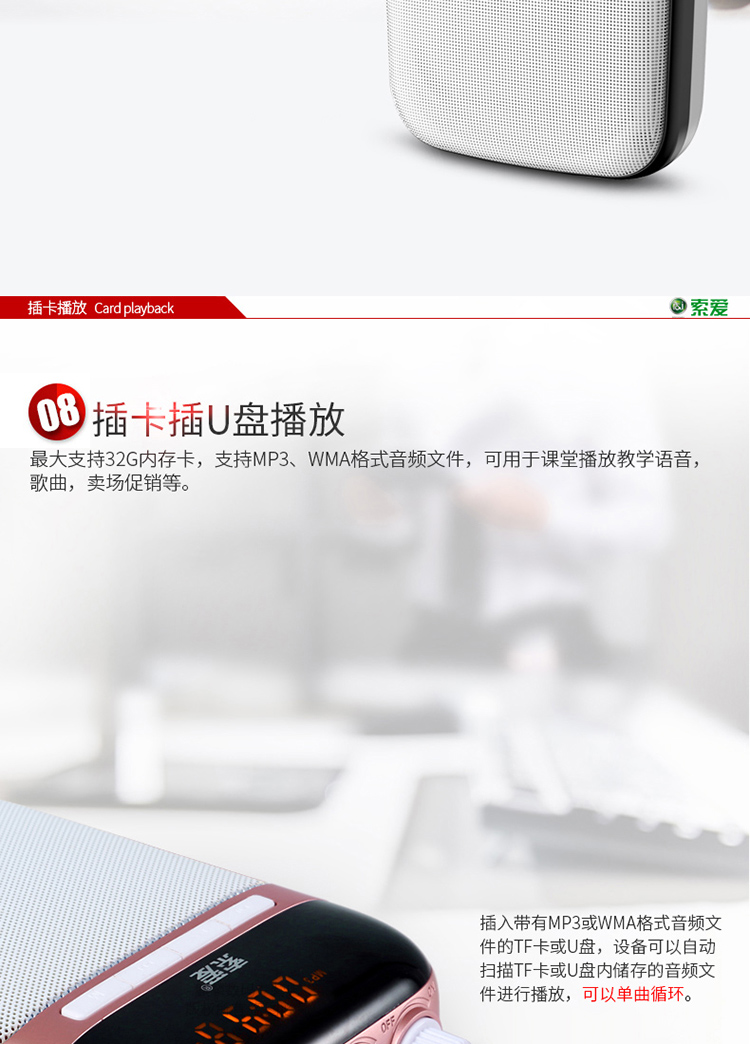 插卡播放 Card playback
索爱
08 插卡插U盘播放
最大支持32G内存卡，支持MP3、WMA格式音频文件，可用于课堂播放教学语音，
歌曲，卖场促销等。
插入带有MP3或WMA格式音频文
件的TF卡或U盘，设备可以自动
扫描TF卡或U盘内储存的音频文
件进行播放，可以单曲循环。
索爱®
MP3
OFF